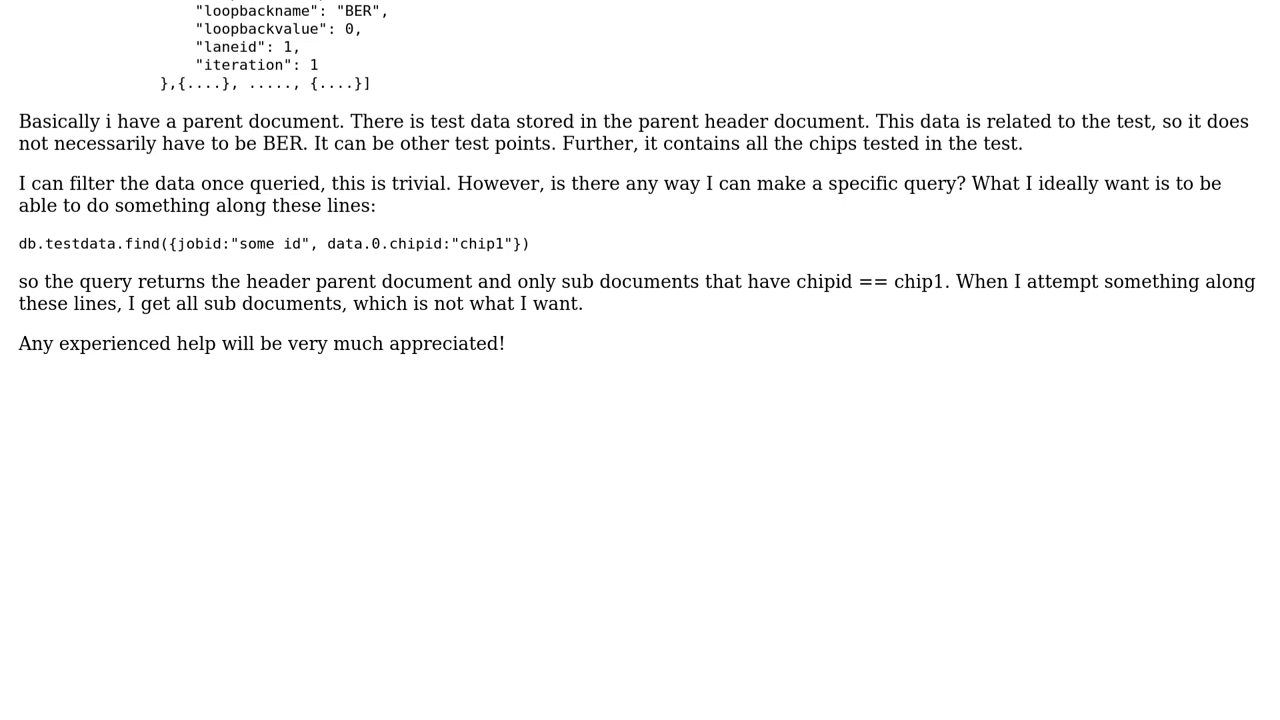 "loopbackname": "BER",
"loopbackvalue": 0,
"laneid": 1,
"iteration": 1
},{....}, ....., {....}]
Basically i have a parent document. There is test data stored in the parent header document. This data is related to the test, so it does
not necessarily have to be BER. It can be other test points. Further, it contains all the chips tested in the test.
I can filter the data once queried, this is trivial. However, is there any way I can make a specific query? What I ideally want is to be
able to do something along these lines:
db.testdata.find({jobid:"some id", data.0.chipid:"chip1"})
so the query returns the header parent document and only sub documents that have chipid == chip1. When I attempt something along
these lines, I get all sub documents, which is not what I want.
Any experienced help will be very much appreciated!